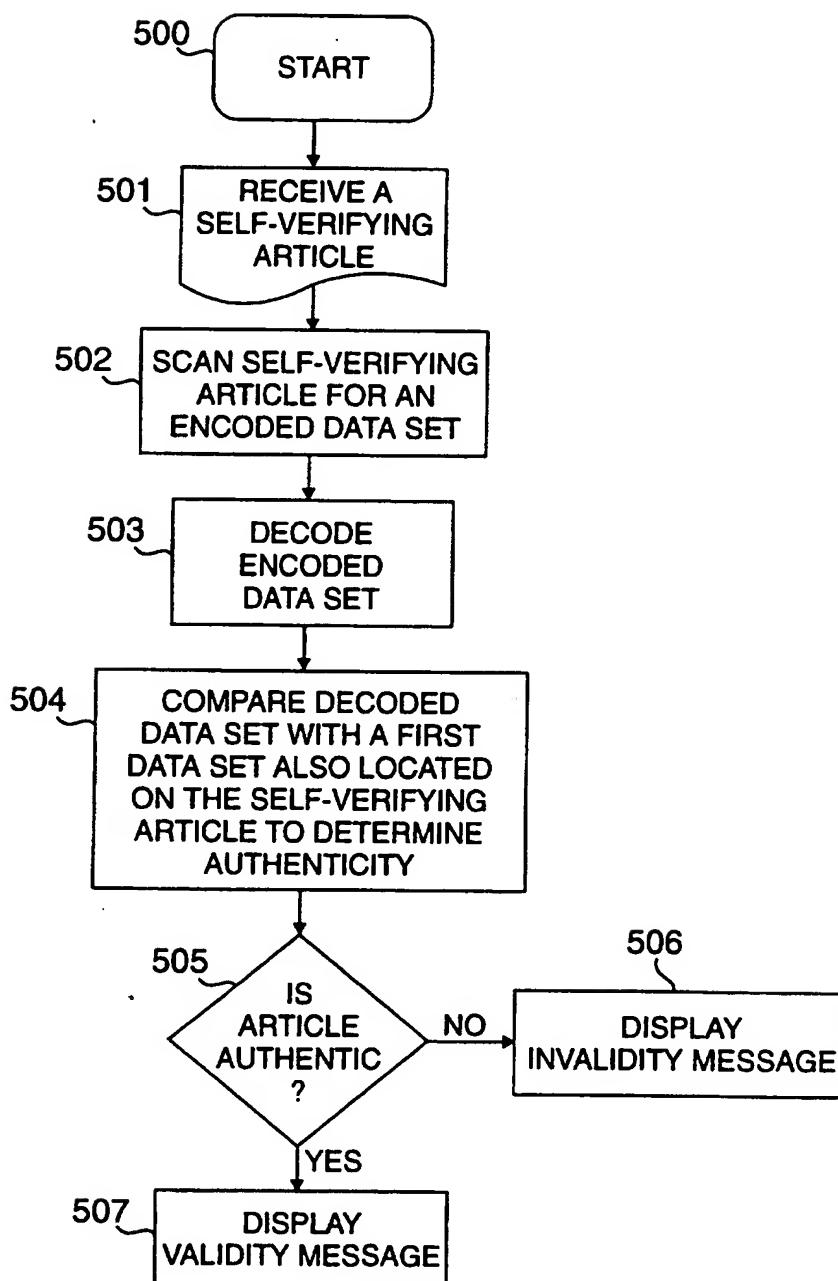 500
START
501
RECEIVE A
SELF-VERIFYING
ARTICLE
502
SCAN SELF-VERIFYING
ARTICLE FOR AN
ENCODED DATA SET
503
DECODE
ENCODED
DATA SET
504
COMPARE DECODED
DATA SET WITH A FIRST
DATA SET ALSO LOCATED
ON THE SELF-VERIFYING
ARTICLE TO DETERMINE
AUTHENTICITY
505
IS
ARTICLE
AUTHENTIC
?
NO
506
DISPLAY
INVALIDITY MESSAGE
YES
507
DISPLAY
VALIDITY MESSAGE